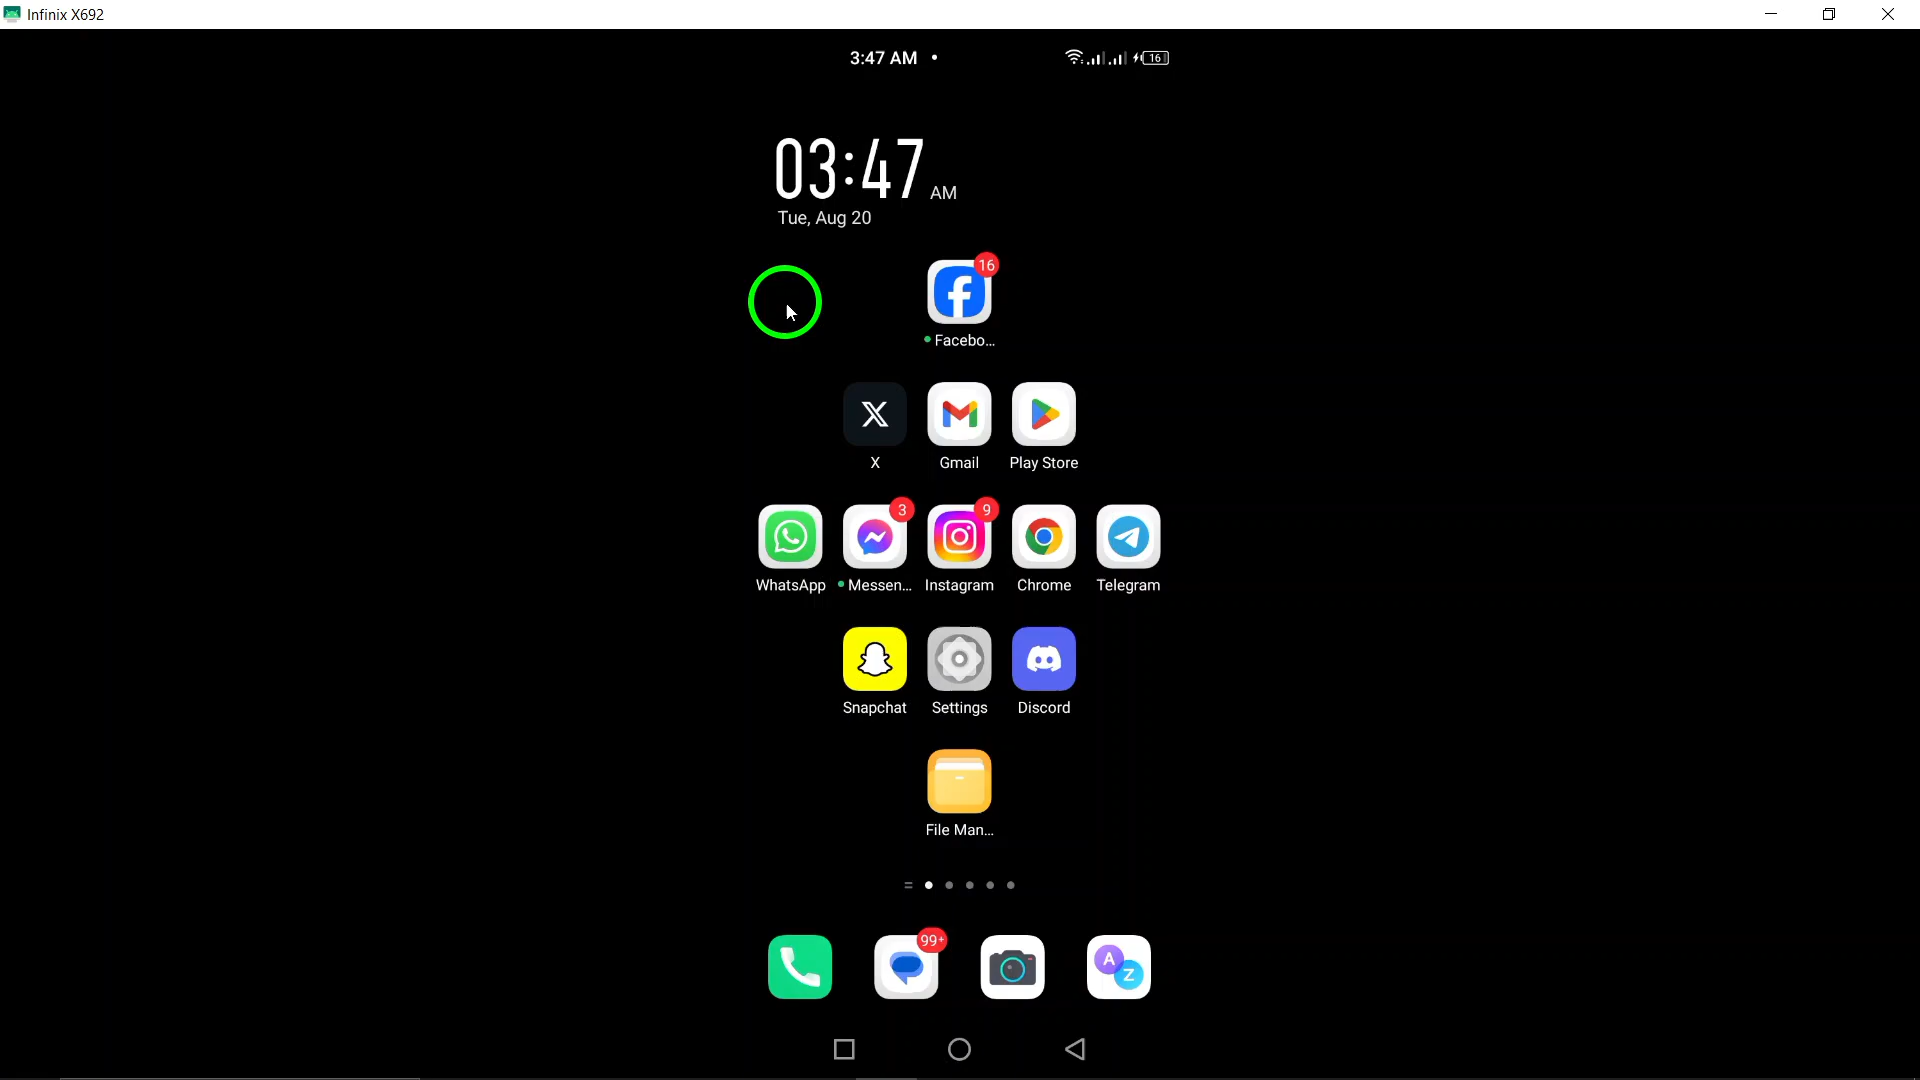 Infinix X692
3:47 AM
16
03:47 AM
Tue, Aug 20
16
Facebo...
X
Gmail
Play Store
3
9
WhatsApp
Messen...
Instagram
Chrome
Telegram
Snapchat
Settings
Discord
File Man...
99+
A
Z